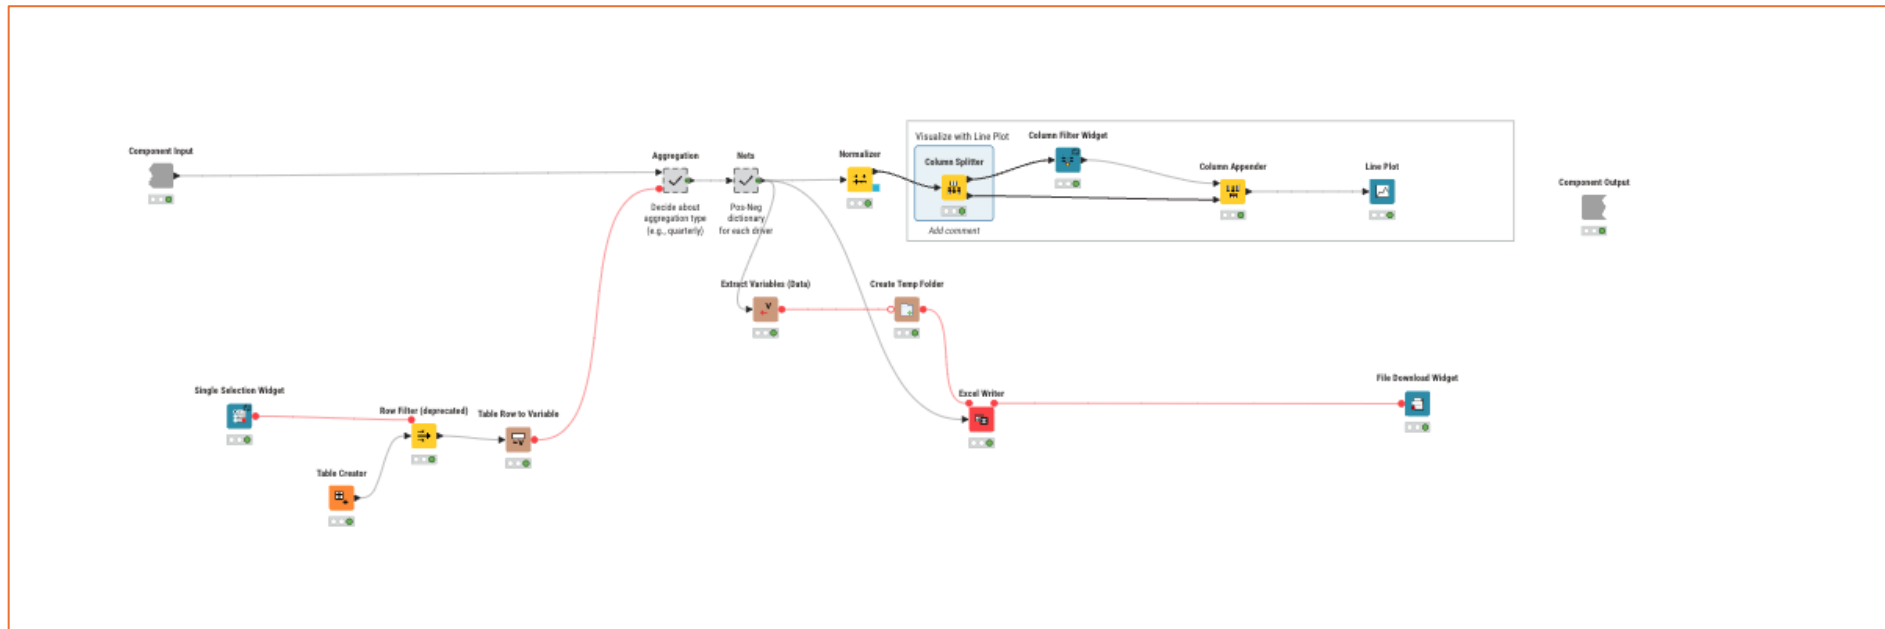 Component Input
Aggregation
Decide about
aggregation type
(e.g., quarterly)
Nets
Pos-Neg
dictionary
for each driver
Normalizer
Visualize with Line Plot
Column Splitter
Add comment
Column Filter Widget
Column Appender
Line Plot
Component Output
Extract Variables (Data)
Create Temp Folder
Single Selection Widget
Row Filter (deprecated)
Table Row to Variable
Table Creator
Excel Writer
File Download Widget